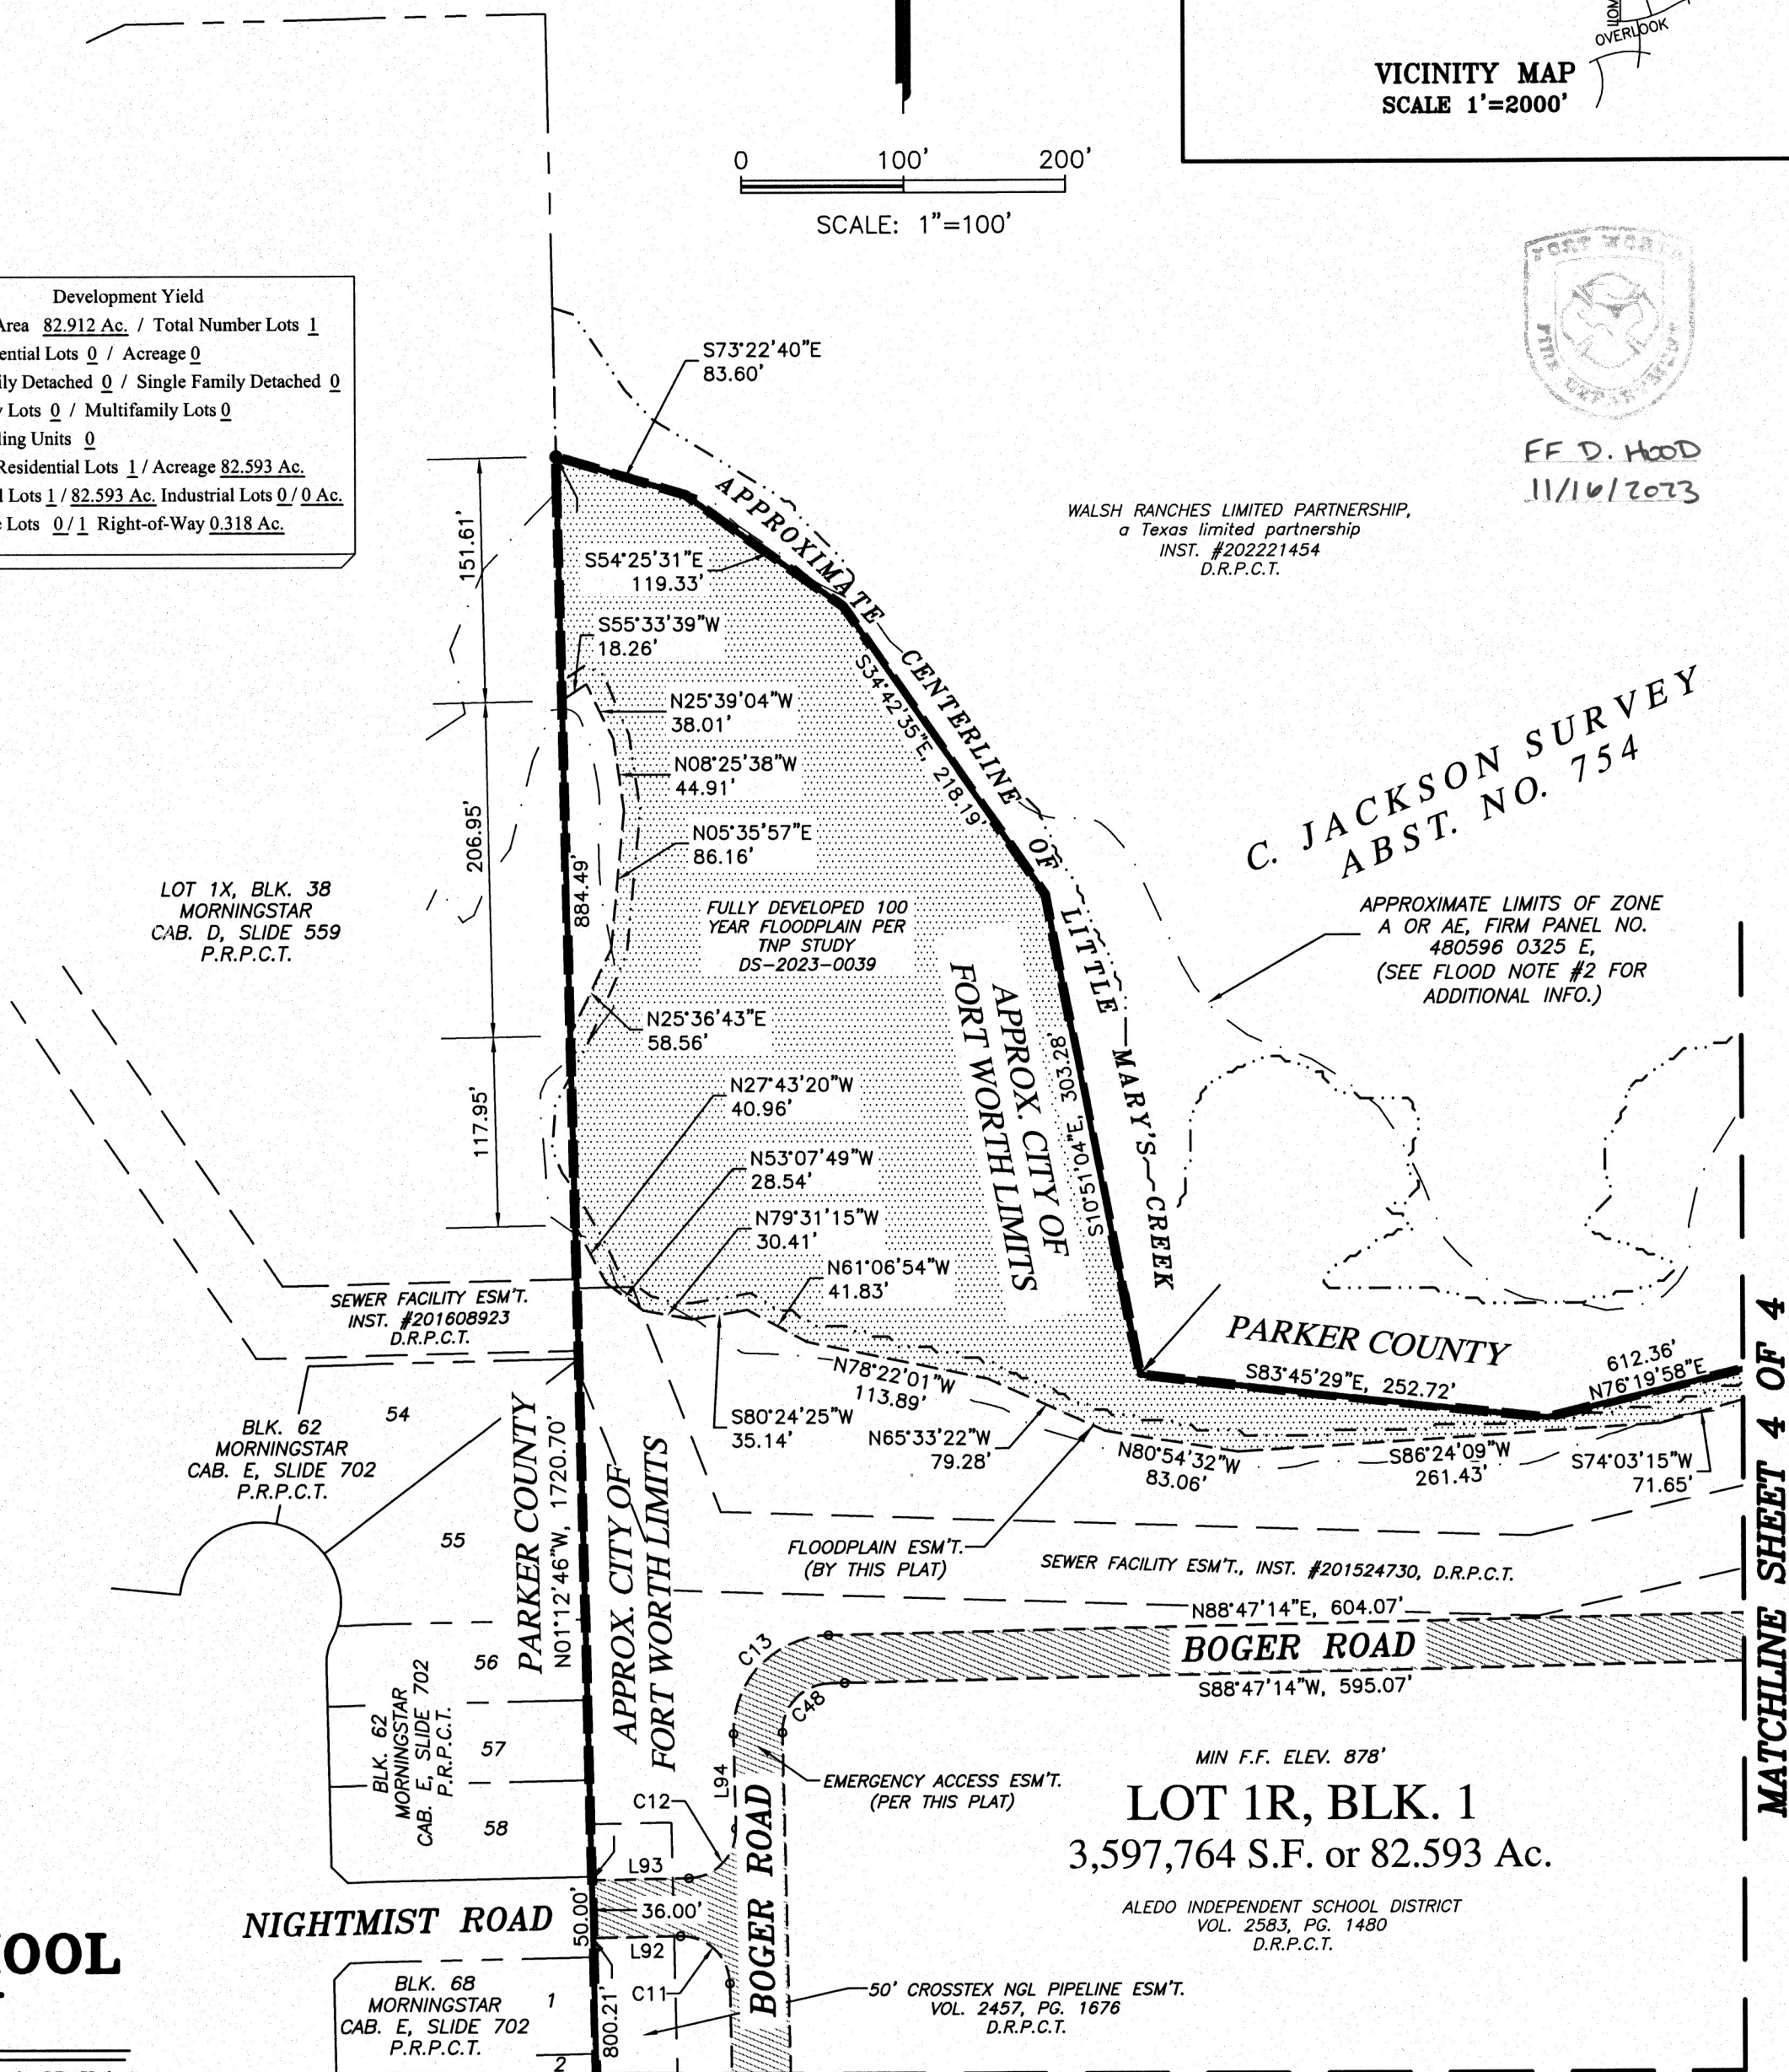 OVERLOOK
VICINITY MAP
SCALE 1'=2000'
0 100' 200'
SCALE: 1"=100'
FORT WORTH
FIRE DEPARTMENT
FF D. HOOD
11/16/2023
Development Yield
Area 82.912 Ac. / Total Number Lots 1
ential Lots 0 / Acreage 0
ily Detached 0 / Single Family Detached 0
Lots 0 / Multifamily Lots 0
ling Units 0
Residential Lots 1 / Acreage 82.593 Ac.
l Lots 1 / 82.593 Ac. Industrial Lots 0 / 0 Ac.
Lots 0 / 1 Right-of-Way 0.318 Ac.
S73°22'40"E
83.60'
APPROXIMATE CENTERLINE OF LITTLE MARY'S CREEK
WALSH RANCHES LIMITED PARTNERSHIP,
a Texas limited partnership
INST. #202221454
D.R.P.C.T.
151.61'
S54°25'31"E
119.33'
S55°33'39"W
18.26'
S34°42'35"E, 218.19'
N25°39'04"W
38.01'
N08°25'38"W
44.91'
N05°35'57"E
86.16'
206.95'
884.49'
C. JACKSON SURVEY
ABST. NO. 754
LOT 1X, BLK. 38
MORNINGSTAR
CAB. D, SLIDE 559
P.R.P.C.T.
FULLY DEVELOPED 100
YEAR FLOODPLAIN PER
TNP STUDY
DS-2023-0039
APPROXIMATE LIMITS OF ZONE
A OR AE, FIRM PANEL NO.
480596 0325 E,
(SEE FLOOD NOTE #2 FOR
ADDITIONAL INFO.)
APPROX. CITY OF
FORT WORTH LIMITS
S10°51'04"E, 303.28'
N25°36'43"E
58.56'
117.95'
N27°43'20"W
40.96'
N53°07'49"W
28.54'
N79°31'15"W
30.41'
N61°06'54"W
41.83'
SEWER FACILITY ESM'T.
INST. #201608923
D.R.P.C.T.
PARKER COUNTY
S83°45'29"E, 252.72'
612.36'
N76°19'58"E
MATCHLINE SHEET 4 OF 4
N78°22'01"W
113.89'
S80°24'25"W
35.14'
N65°33'22"W
79.28'
N80°54'32"W
83.06'
S86°24'09"W
261.43'
S74°03'15"W
71.65'
54
BLK. 62
MORNINGSTAR
CAB. E, SLIDE 702
P.R.P.C.T.
55
PARKER COUNTY
N01°12'46"W, 1720.70'
APPROX. CITY OF
FORT WORTH LIMITS
FLOODPLAIN ESM'T.
(BY THIS PLAT)
SEWER FACILITY ESM'T., INST. #201524730, D.R.P.C.T.
N88°47'14"E, 604.07'
BOGER ROAD
S88°47'14"W, 595.07'
C13
C48
56
57
58
BLK. 62
MORNINGSTAR
CAB. E, SLIDE 702
P.R.P.C.T.
L94
C12
EMERGENCY ACCESS ESM'T.
(PER THIS PLAT)
MIN F.F. ELEV. 878'
LOT 1R, BLK. 1
3,597,764 S.F. or 82.593 Ac.
ALEDO INDEPENDENT SCHOOL DISTRICT
VOL. 2583, PG. 1480
D.R.P.C.T.
BOGER ROAD
L93
36.00'
50.00'
NIGHTMIST ROAD
L92
C11
800.21'
OOL
BLK. 68
MORNINGSTAR
CAB. E, SLIDE 702
P.R.P.C.T.
1
2
50' CROSSTEX NGL PIPELINE ESM'T.
VOL. 2457, PG. 1676
D.R.P.C.T.